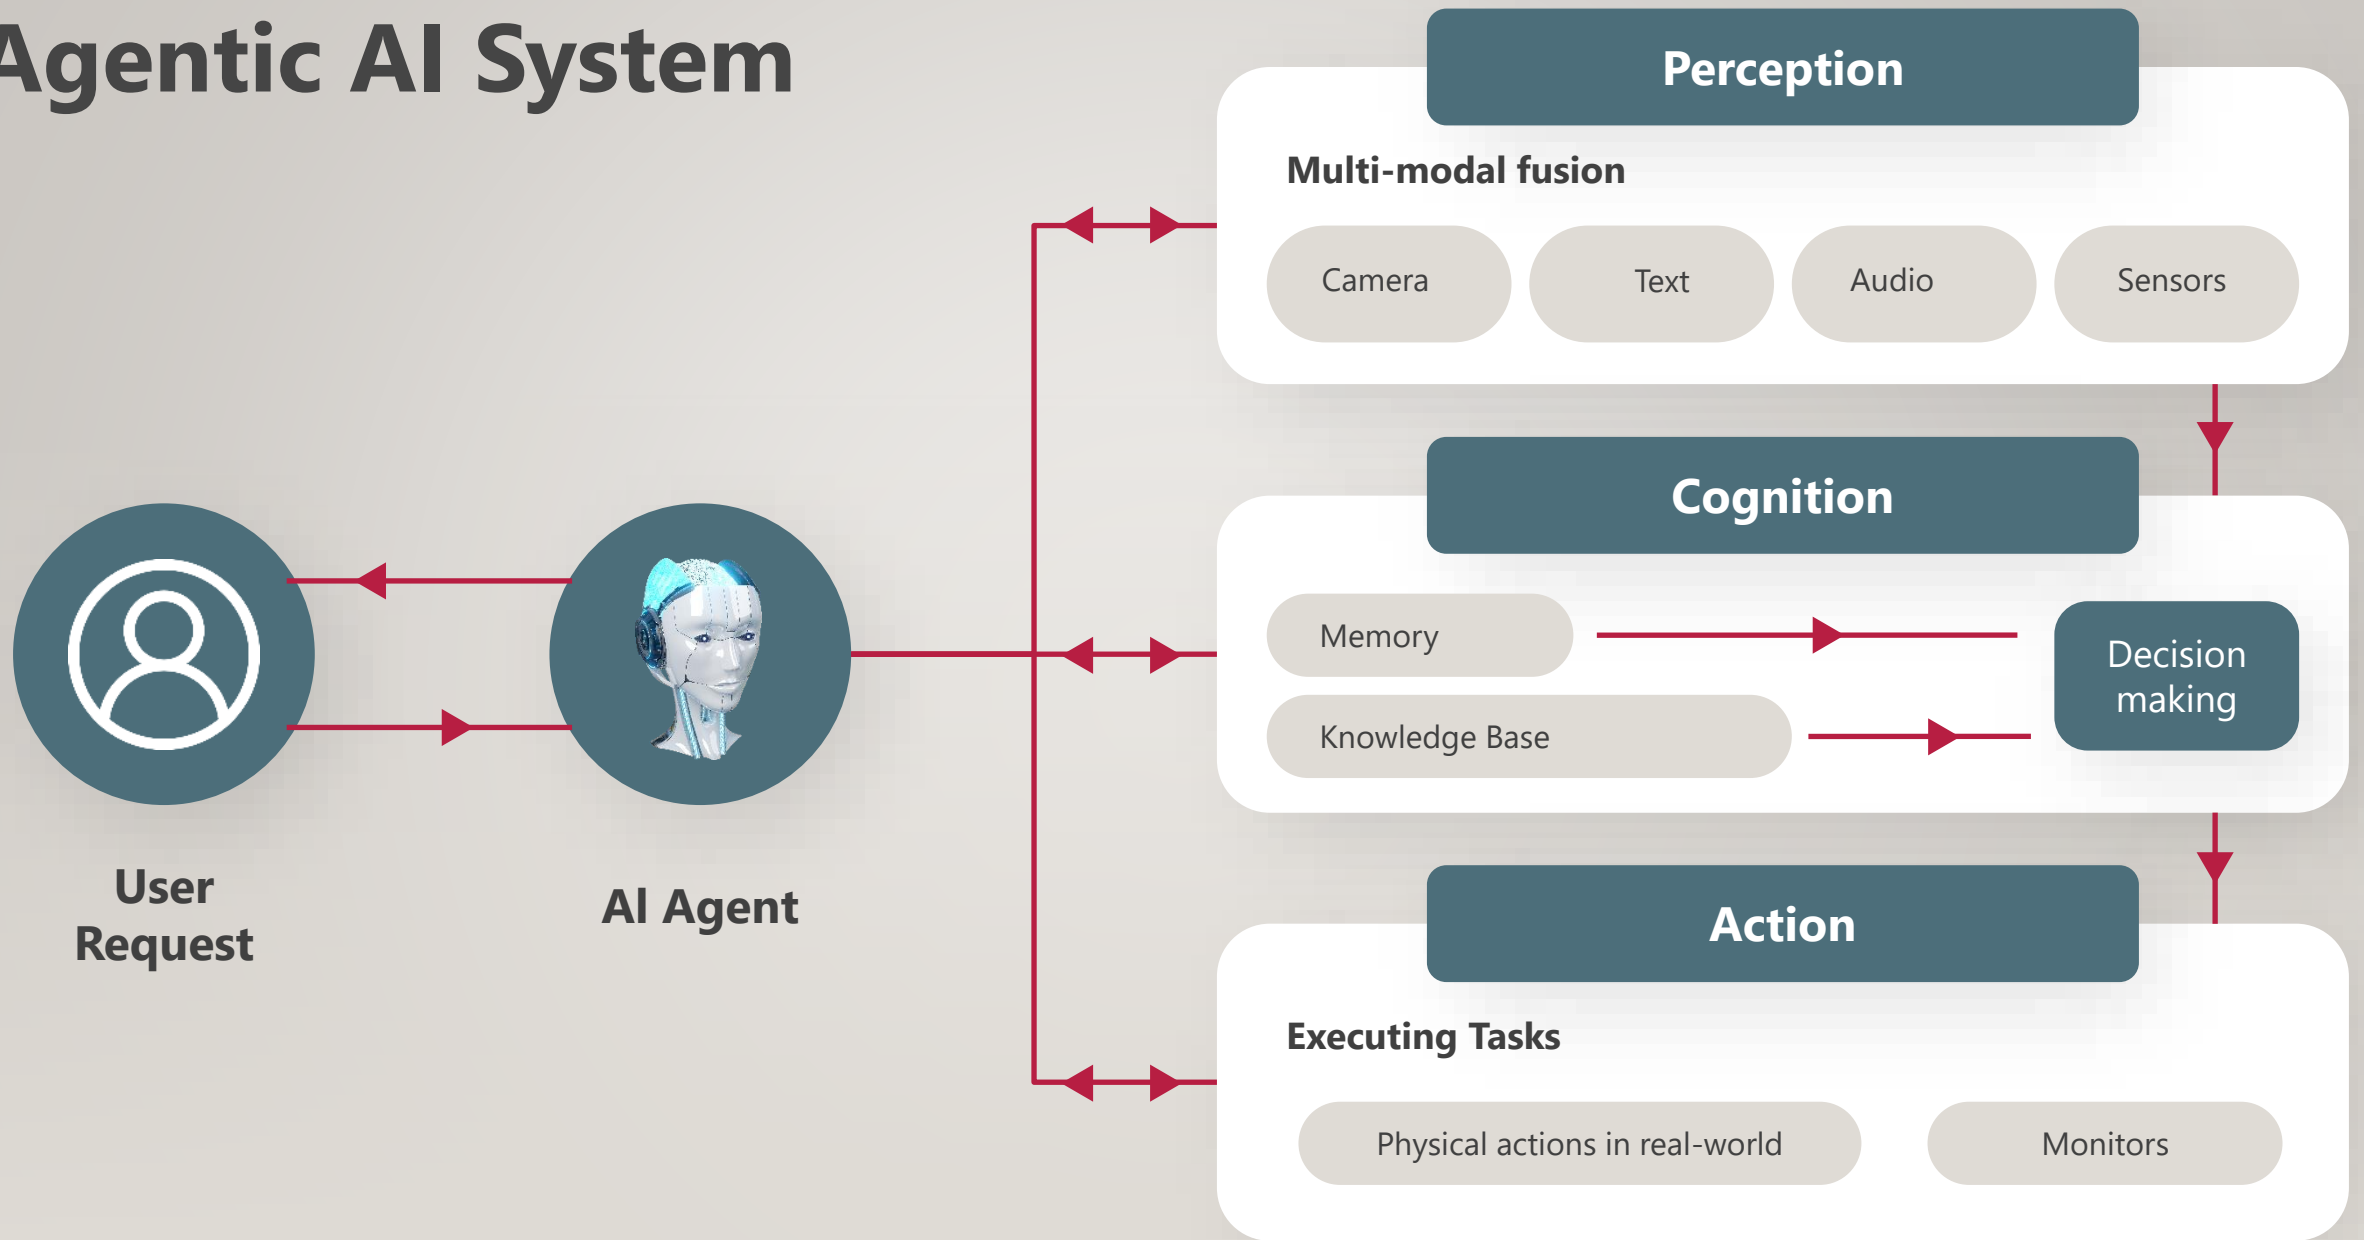 Agentic AI System
Perception
Multi-modal fusion
Camera
Text
Audio
Sensors
Cognition
Memory
Knowledge Base
Decision
making
User
Request
AI Agent
Action
Executing Tasks
Physical actions in real-world
Monitors